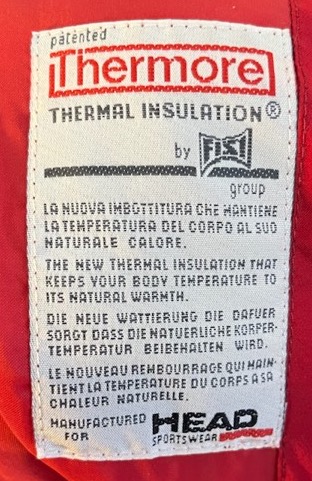 patented
Thermore
THERMAL INSULATION®
by FISI
group
LA NUOVA IMBOTTITURA CHE MANTIENE
LA TEMPERATURA DEL CORPO AL SUO
NATURALE CALORE.
THE NEW THERMAL INSULATION THAT
KEEPS YOUR BODY TEMPERATURE TO
ITS NATURAL WARMTH.
DIE NEUE WATTIERUNG DIE DAFUER
SORGT DASS DIE NATUERLICHE KORPER-
TEMPERATUR BEIBEHALTEN WIRD.
LE NOUVEAU REMBOURRAGE QUI MAIN-
TIENT LA TEMPERATURE DU CORPS A SA
CHALEUR NATURELLE.
MANUFACTURED HEAD
FOR SPORTSWEAR